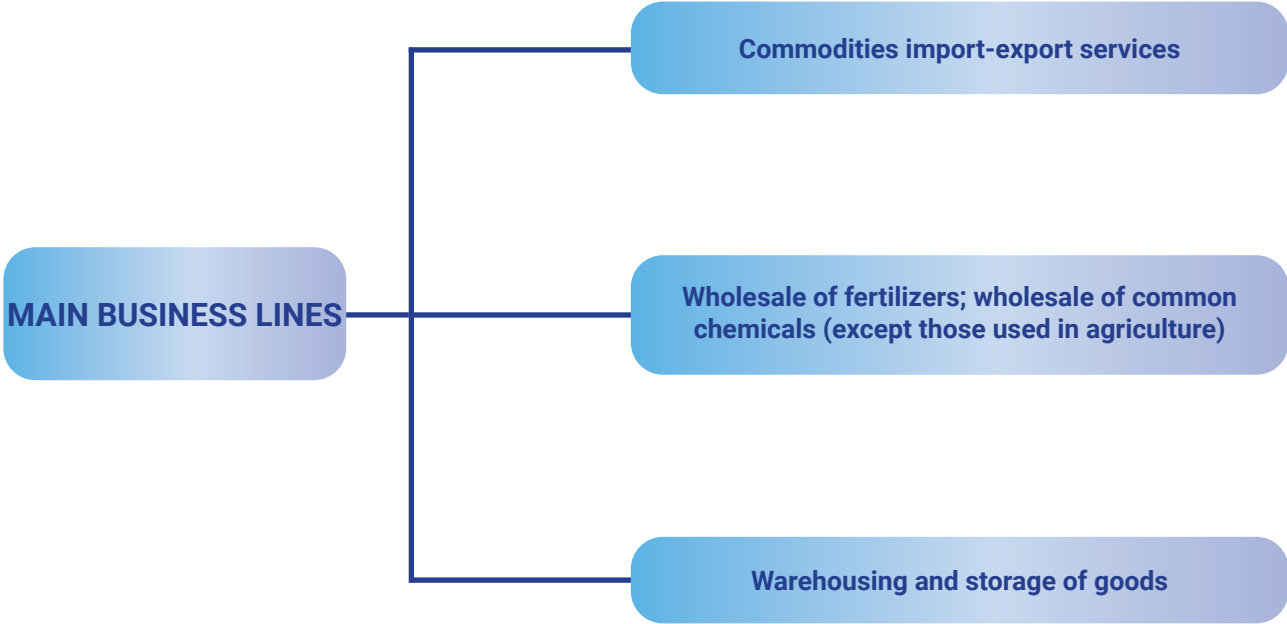 Commodities import-export services
MAIN BUSINESS LINES
Wholesale of fertilizers; wholesale of common
chemicals (except those used in agriculture)
Warehousing and storage of goods